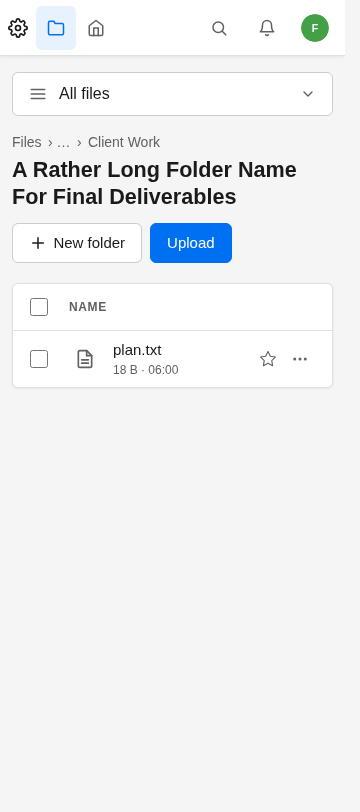 F
All files
Files › … › Client Work
A Rather Long Folder Name
For Final Deliverables
New folder
Upload
NAME
plan.txt
18 B · 06:00